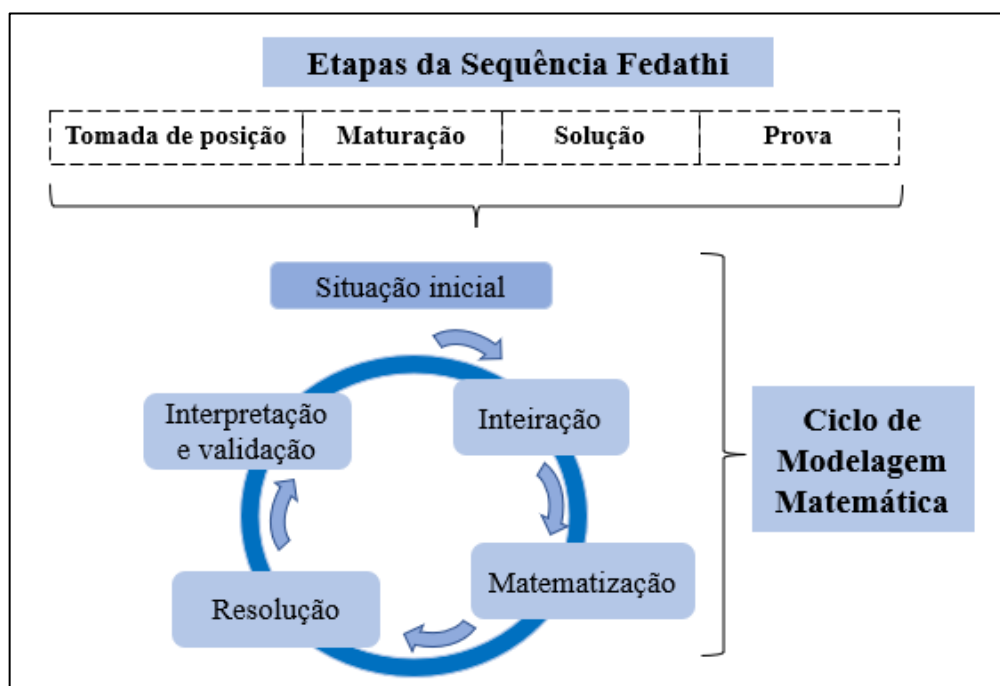 Etapas da Sequência Fedathi
Tomada de posição Maturação Solução Prova
Situação inicial
Inteiração
Matematização
Resolução
Interpretação
e validação
Ciclo de
Modelagem
Matemática